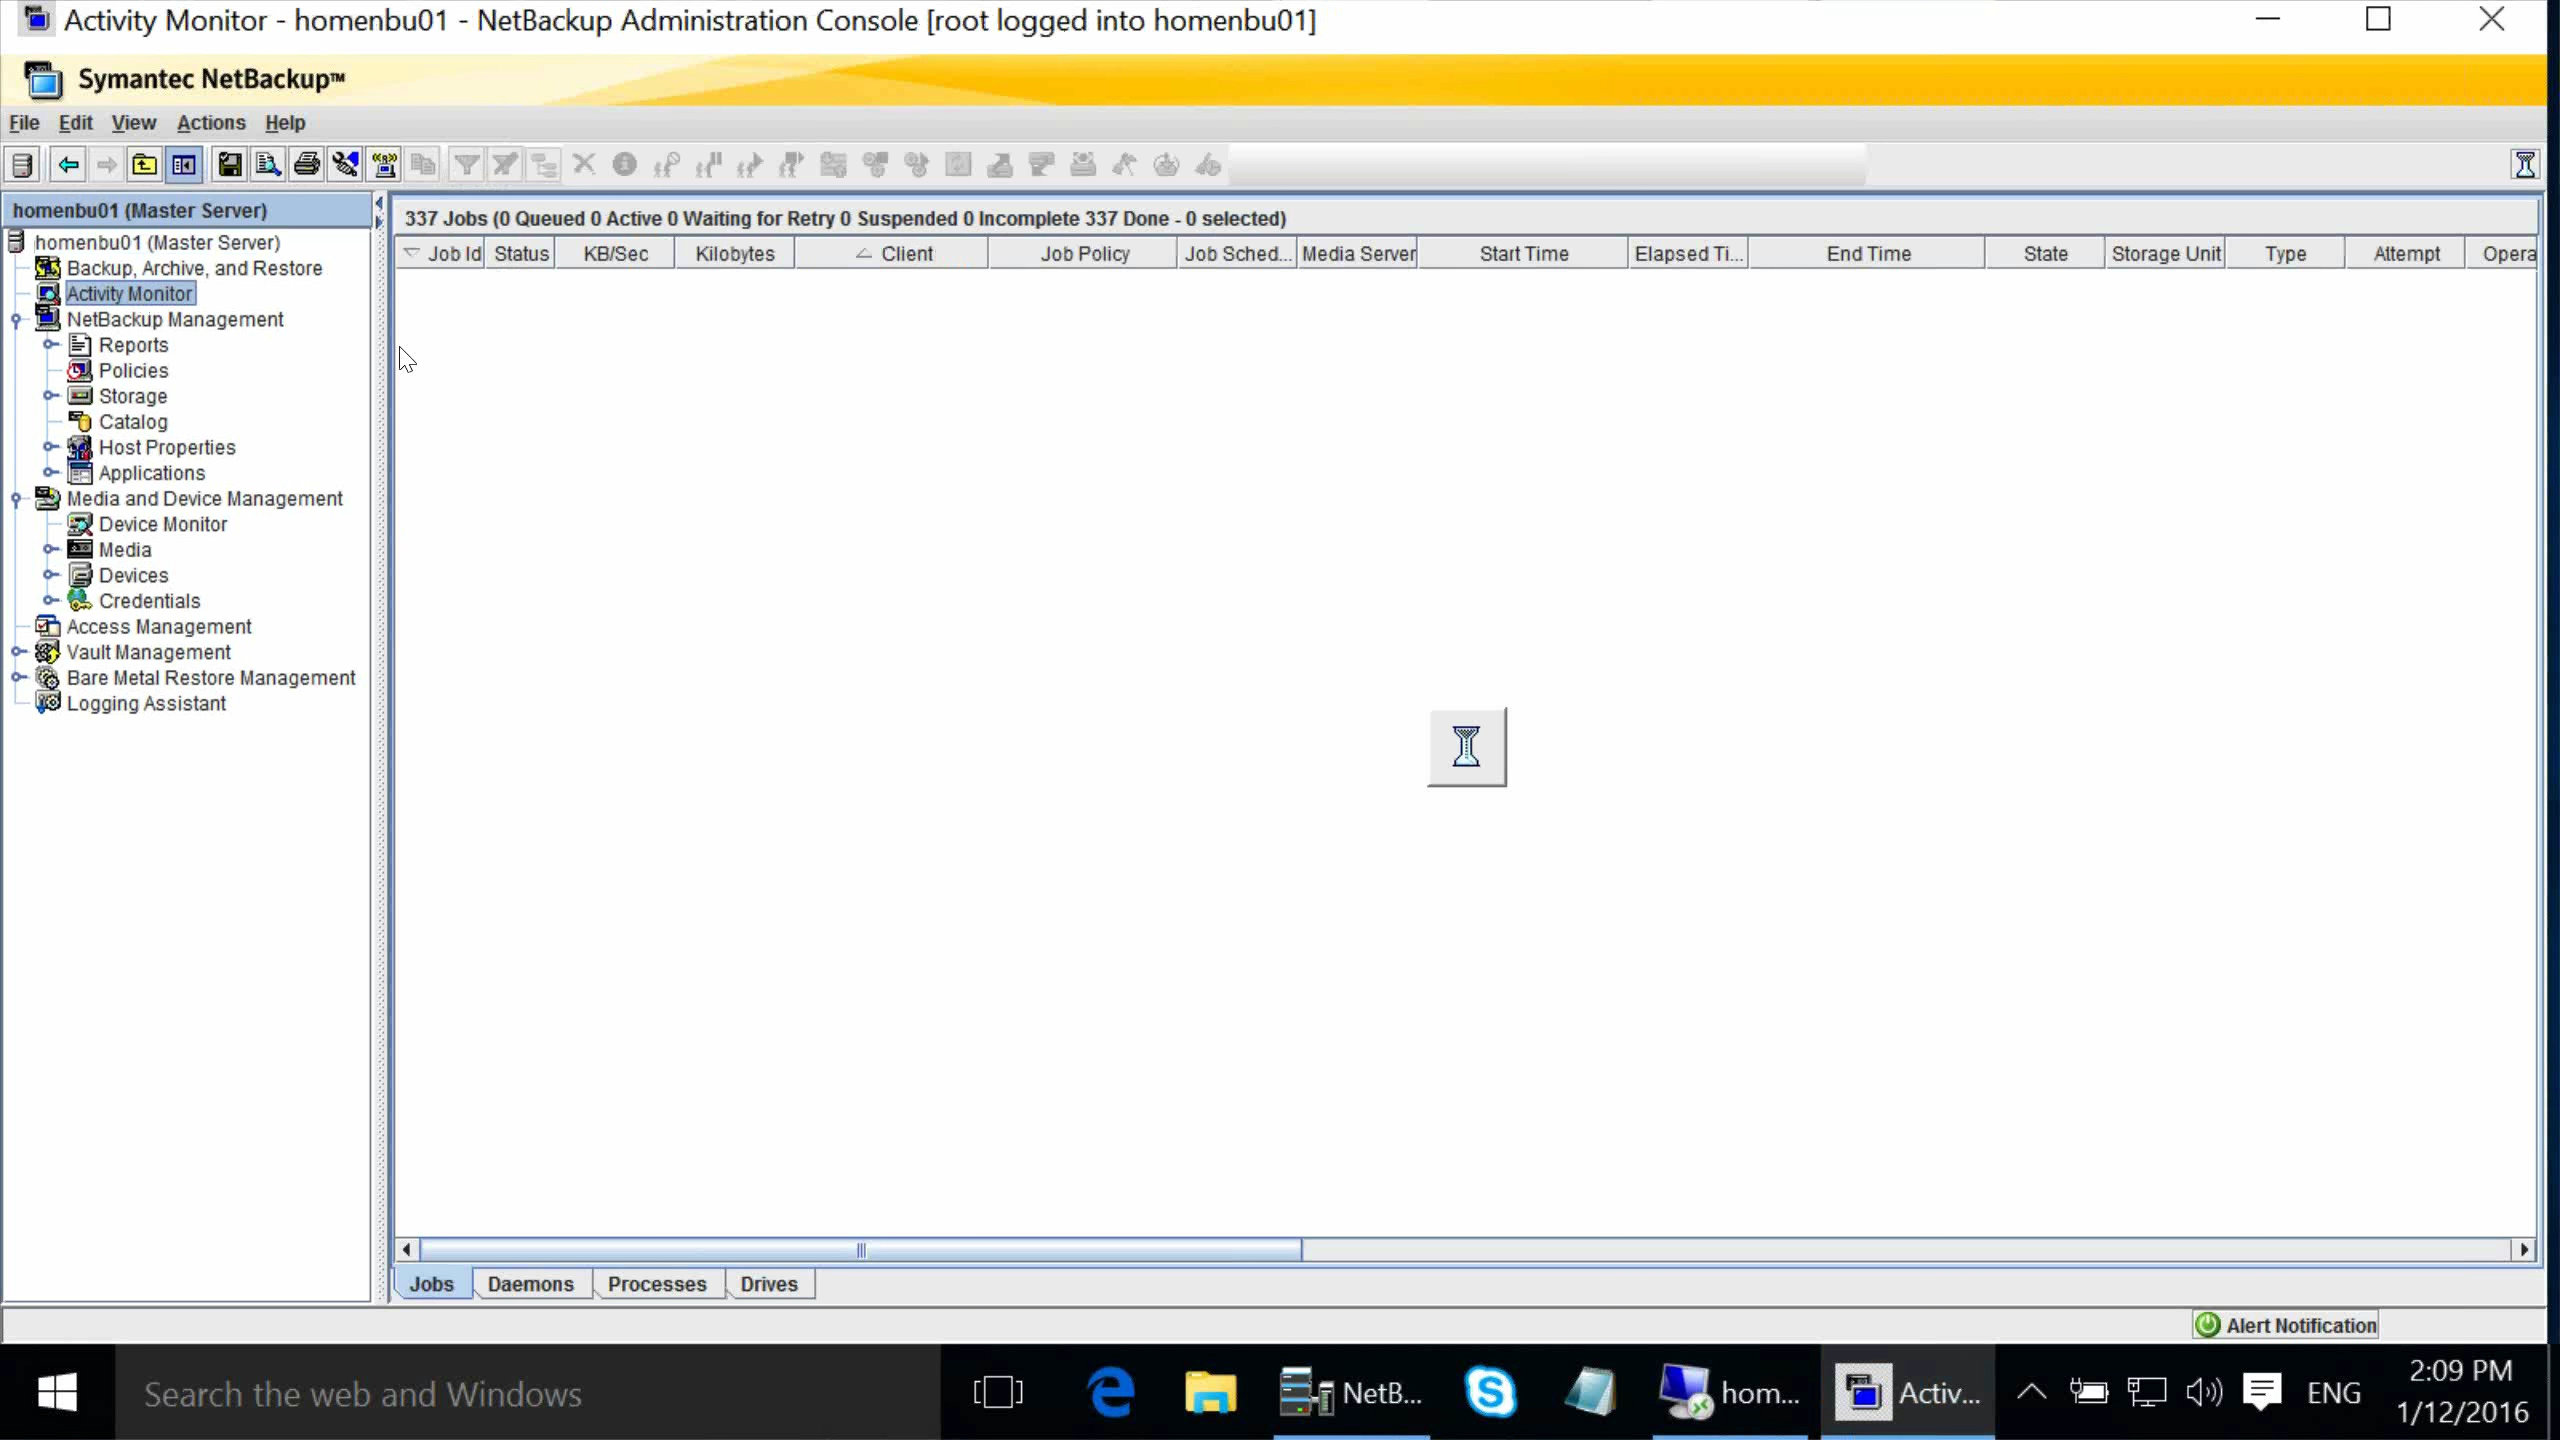 Activity Monitor - homenbu01 - NetBackup Administration Console [root logged into homenbu01]
Symantec NetBackup™
File Edit View Actions Help
homenbu01 (Master Server)
homenbu01 (Master Server)
Backup, Archive, and Restore
Activity Monitor
NetBackup Management
Reports
Policies
Storage
Catalog
Host Properties
Applications
Media and Device Management
Device Monitor
Media
Devices
Credentials
Access Management
Vault Management
Bare Metal Restore Management
Logging Assistant
337 Jobs (0 Queued 0 Active 0 Waiting for Retry 0 Suspended 0 Incomplete 337 Done - 0 selected)
Job Id Status KB/Sec Kilobytes Client Job Policy Job Sched... Media Server Start Time Elapsed Ti... End Time State Storage Unit Type Attempt Opera
Jobs Daemons Processes Drives
Alert Notification
Search the web and Windows
NetB...
hom...
Activ...
ENG
2:09 PM
1/12/2016